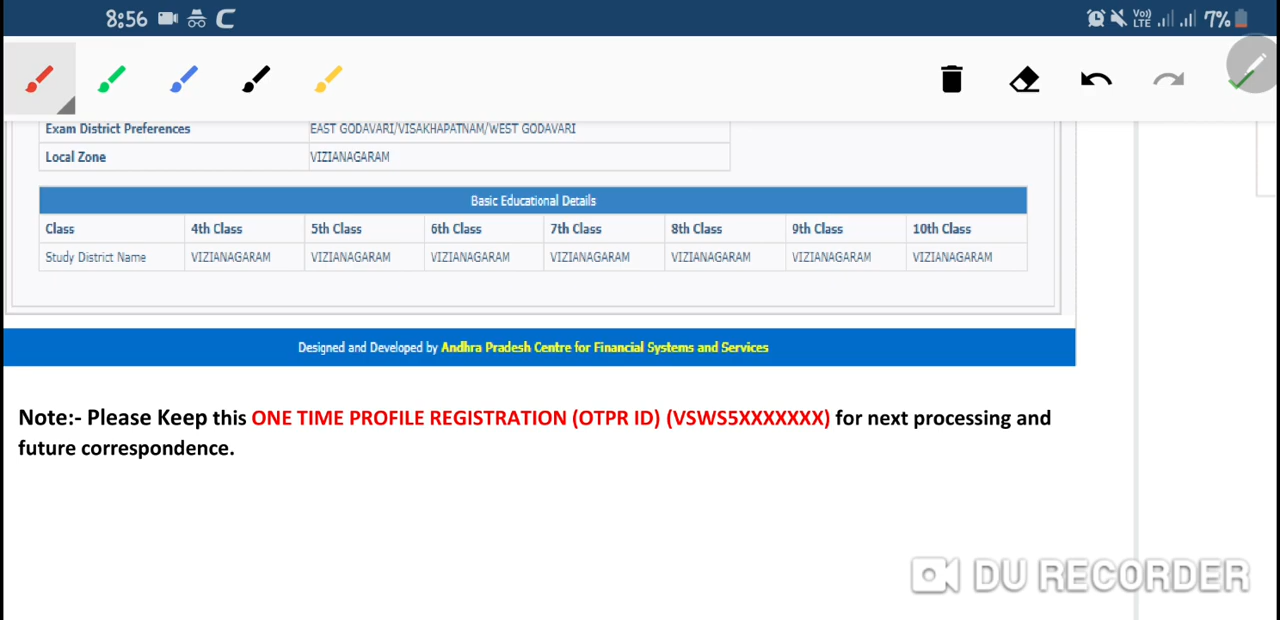 8:56
Vo)) LTE 7%
Exam District Preferences EAST GODAVARI/VISAKHAPATNAM/WEST GODAVARI
Local Zone VIZIANAGARAM
Basic Educational Details
Class 4th Class 5th Class 6th Class 7th Class 8th Class 9th Class 10th Class
Study District Name VIZIANAGARAM VIZIANAGARAM VIZIANAGARAM VIZIANAGARAM VIZIANAGARAM VIZIANAGARAM VIZIANAGARAM
Designed and Developed by Andhra Pradesh Centre for Financial Systems and Services
Note:- Please Keep this ONE TIME PROFILE REGISTRATION (OTPR ID) (VSWS5XXXXXXX) for next processing and
future correspondence.
DU RECORDER